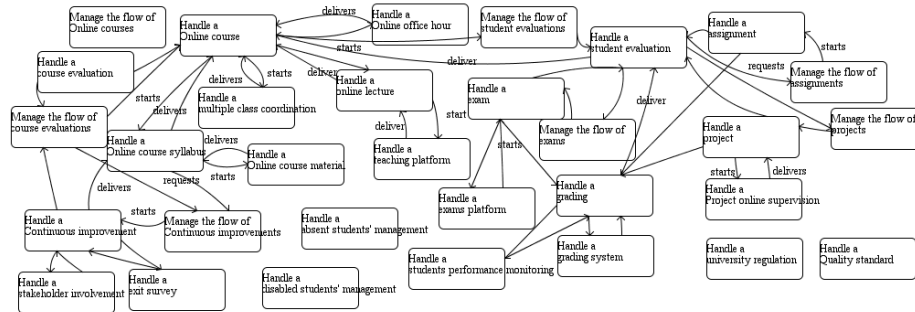 Manage the flow of
Online courses
Handle a
Online course
delivers
Handle a
Online office hour
Manage the flow of
student evaluations
Handle a
student evaluation
Handle a
assignment
starts
deliver
starts
requests
Handle a
course evaluation
delivers
starts
deliver
Handle a
online lecture
Handle a
exam
Manage the flow of
assignments
starts
delivers
Handle a
multiple class coordination
start
deliver
Manage the flow of
course evaluations
Handle a
Online course syllabus
delivers
starts
deliver
Handle a
teaching platform
starts
Manage the flow of
exams
Handle a
project
Manage the flow of
projects
Handle a
Online course material
requests
delivers
starts
delivers
Handle a
exams platform
Handle a
grading
Handle a
Project online supervision
Handle a
Continuous improvement
starts
Manage the flow of
Continuous improvements
Handle a
absent students' management
Handle a
students performance monitoring
Handle a
grading system
Handle a
university regulation
Handle a
Quality standard
Handle a
stakeholder involvement
Handle a
exit survey
Handle a
disabled students' management